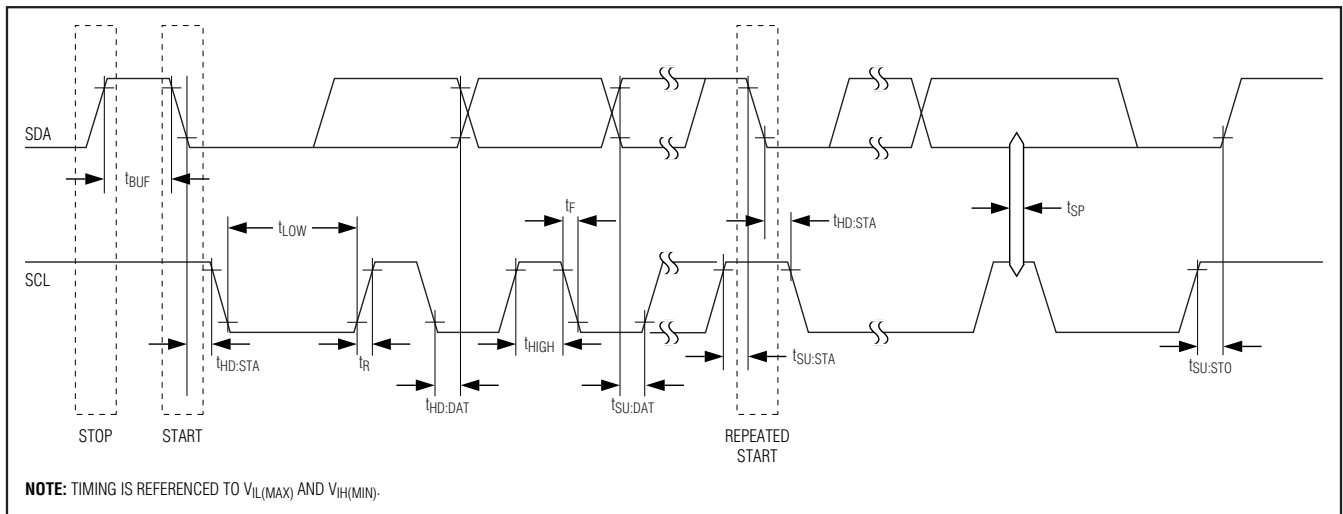 SDA
tBUF
tLOW
tF
tHD:STA
tSP
SCL
tHD:STA
tR
tHIGH
tSU:STA
tSU:STO
tHD:DAT
tSU:DAT
STOP
START
REPEATED
START
NOTE: TIMING IS REFERENCED TO VIL(MAX) AND VIH(MIN).